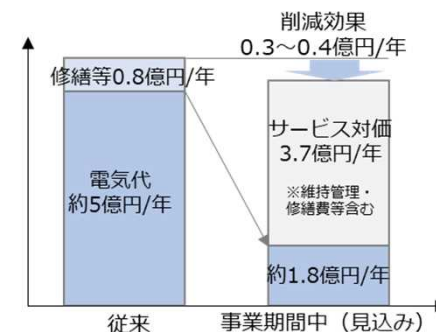 削減効果
0.3～0.4億円/年
修繕等0.8億円/年
電気代
約5億円/年
サービス対価
3.7億円/年
※維持管理・
修繕費等含む
約1.8億円/年
従来
事業期間中（見込み）